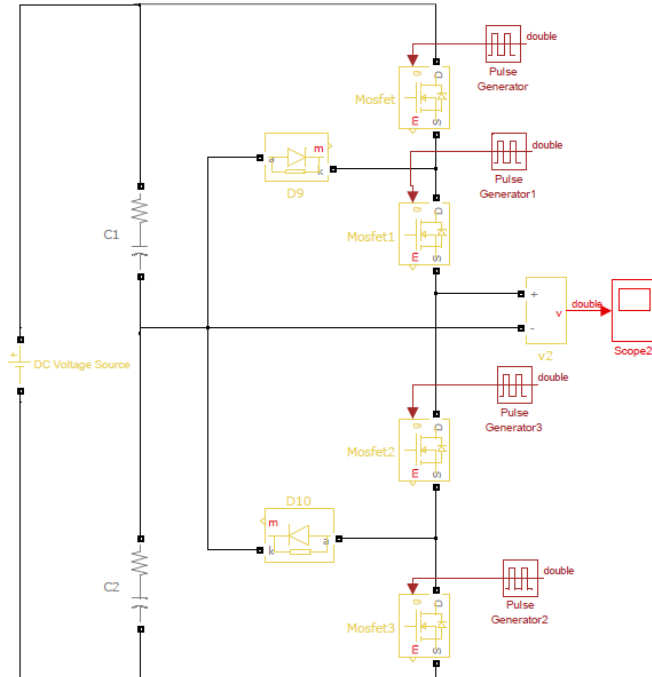 double
Pulse
Generator
g
D
Mosfet
m
S
double
Pulse
Generator1
m
a
k
D9
g
D
Mosfet1
m
S
C1
+
-
v
v2
double
Scope2
+
DC Voltage Source
double
Pulse
Generator3
g
D
Mosfet2
m
S
D10
m
k
a
C2
double
Pulse
Generator2
g
D
Mosfet3
m
S